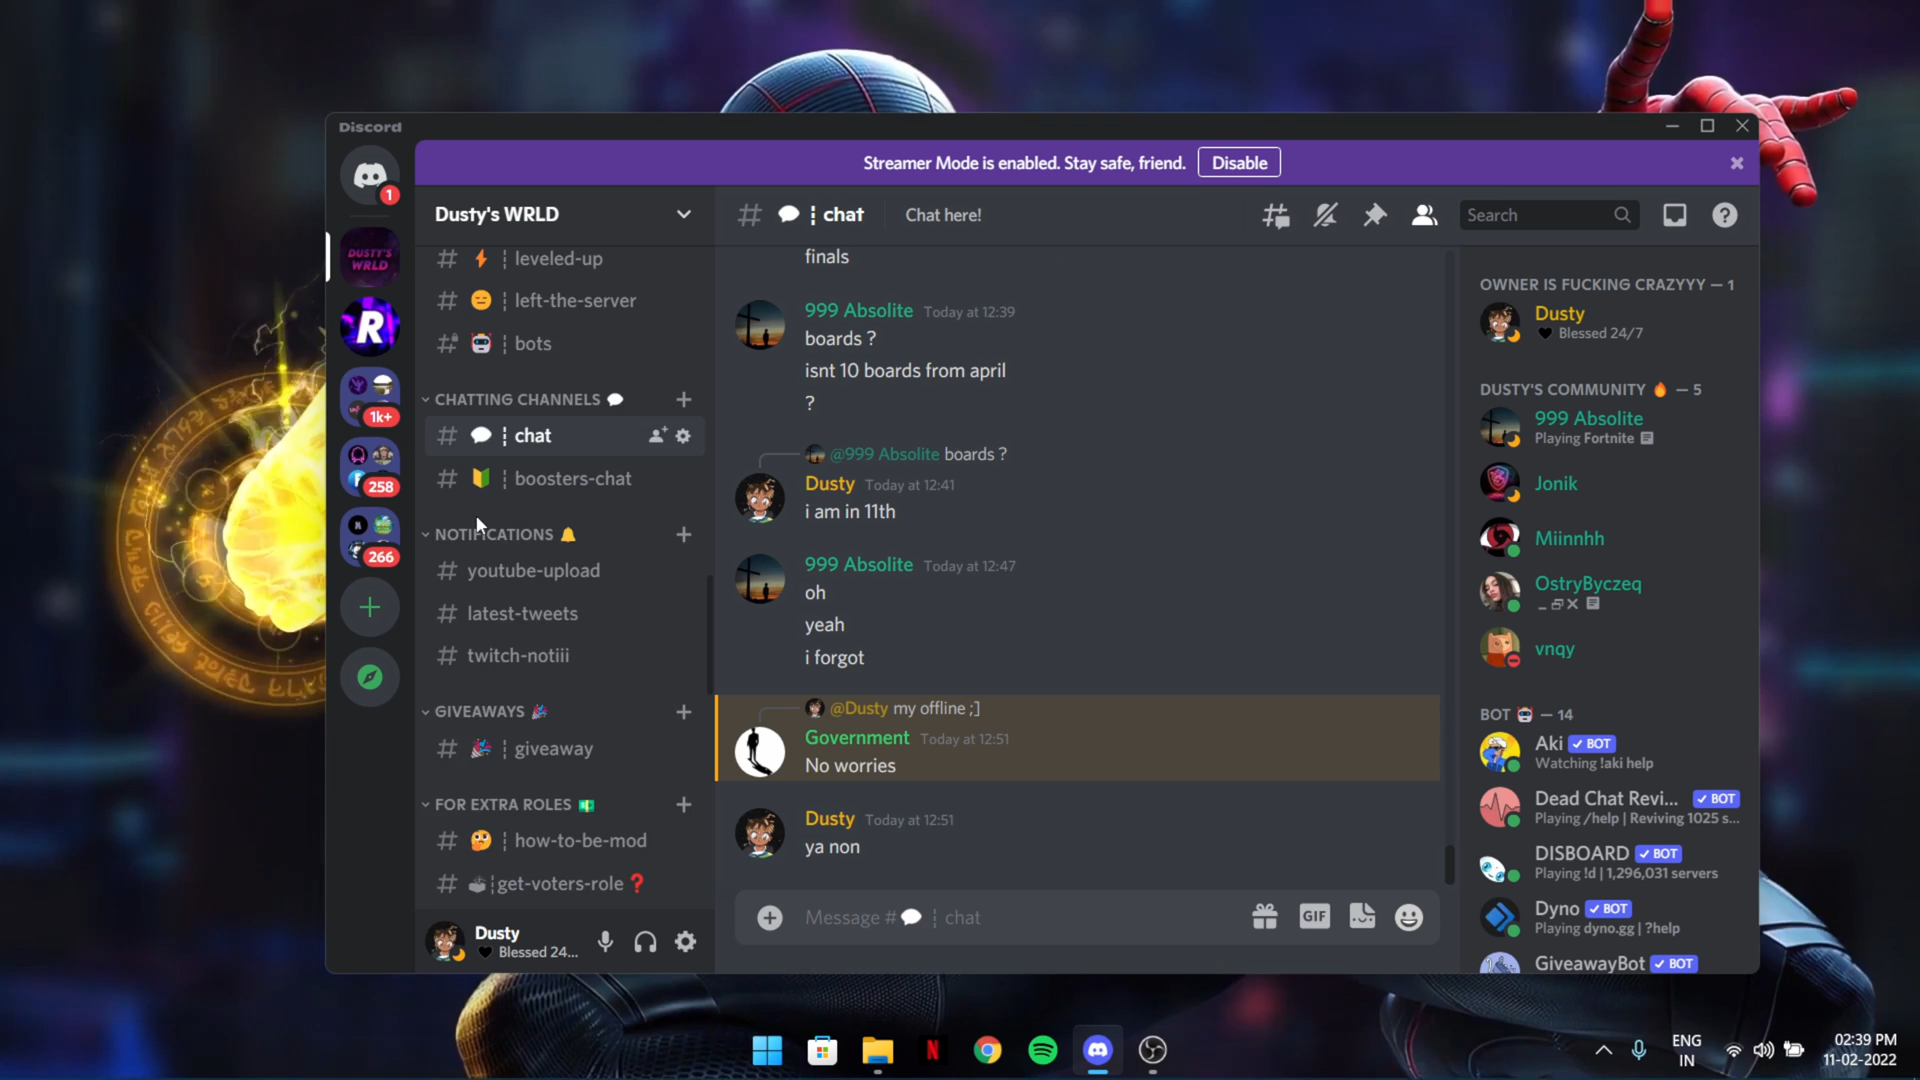 Discord
Streamer Mode is enabled. Stay safe, friend.
Disable
1
DUSTY'S
WRLD
R
1k+
258
266
Dusty's WRLD
# ⚡ ¦ leveled-up
# 😑 ¦ left-the-server
# 🤖 ¦ bots
CHATTING CHANNELS 💬
# 💬 ¦ chat
# 🔰 ¦ boosters-chat
NOTIFICATIONS 🔔
# youtube-upload
# latest-tweets
# twitch-notiii
GIVEAWAYS 🎉
# 🎉 ¦ giveaway
FOR EXTRA ROLES 💵
# 🤔 ¦ how-to-be-mod
# 🗳¦get-voters-role❓
Dusty
🖤 Blessed 24...
# 💬 ¦ chat
Chat here!
Search
finals
999 Absolite Today at 12:39
boards ?
isnt 10 boards from april
?
@999 Absolite boards ?
Dusty Today at 12:41
i am in 11th
999 Absolite Today at 12:47
oh
yeah
i forgot
@Dusty my offline ;]
Government Today at 12:51
No worries
Dusty Today at 12:51
ya non
Message #💬 ¦ chat
GIF
OWNER IS FUCKING CRAZYYY — 1
Dusty
🖤 Blessed 24/7
DUSTY'S COMMUNITY 🔥 — 5
999 Absolite
Playing Fortnite
Jonik
Miinnhh
OstryByczeq
_ 🗗 ✕
vnqy
BOT 🤖 — 14
Aki ✓ BOT
Watching !aki help
Dead Chat Revi... ✓ BOT
Playing /help | Reviving 1025 s...
DISBOARD ✓ BOT
Playing !d | 1,296,031 servers
Dyno ✓ BOT
Playing dyno.gg | ?help
GiveawayBot ✓ BOT
N
ENG
IN
02:39 PM
11-02-2022